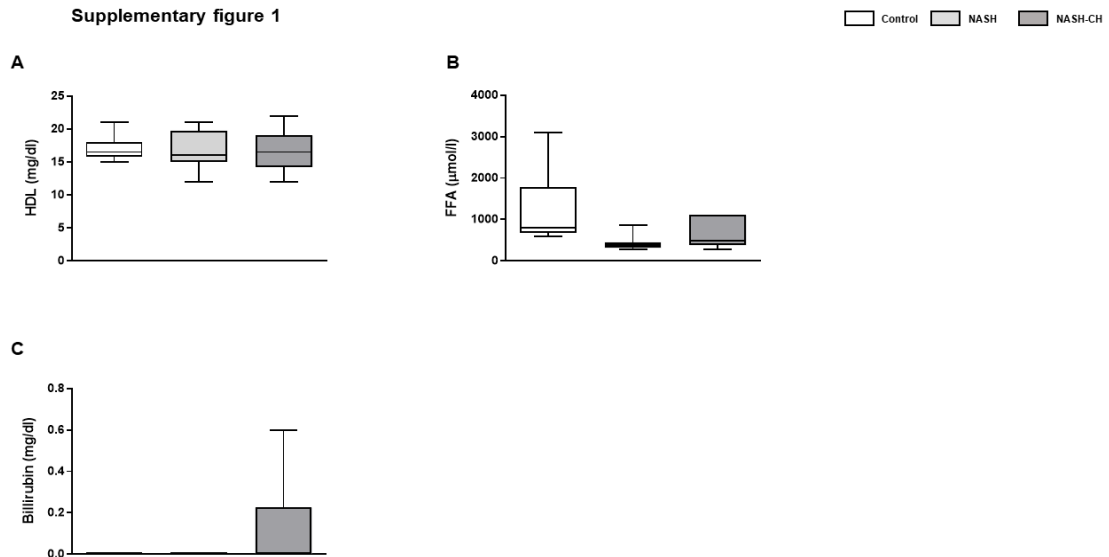 Supplementary figure 1
Control NASH NASH-CH
A
HDL (mg/dl)
25
20
15
10
5
0
B
FFA (µmol/l)
4000
3000
2000
1000
0
C
Billirubin (mg/dl)
0.8
0.6
0.4
0.2
0.0